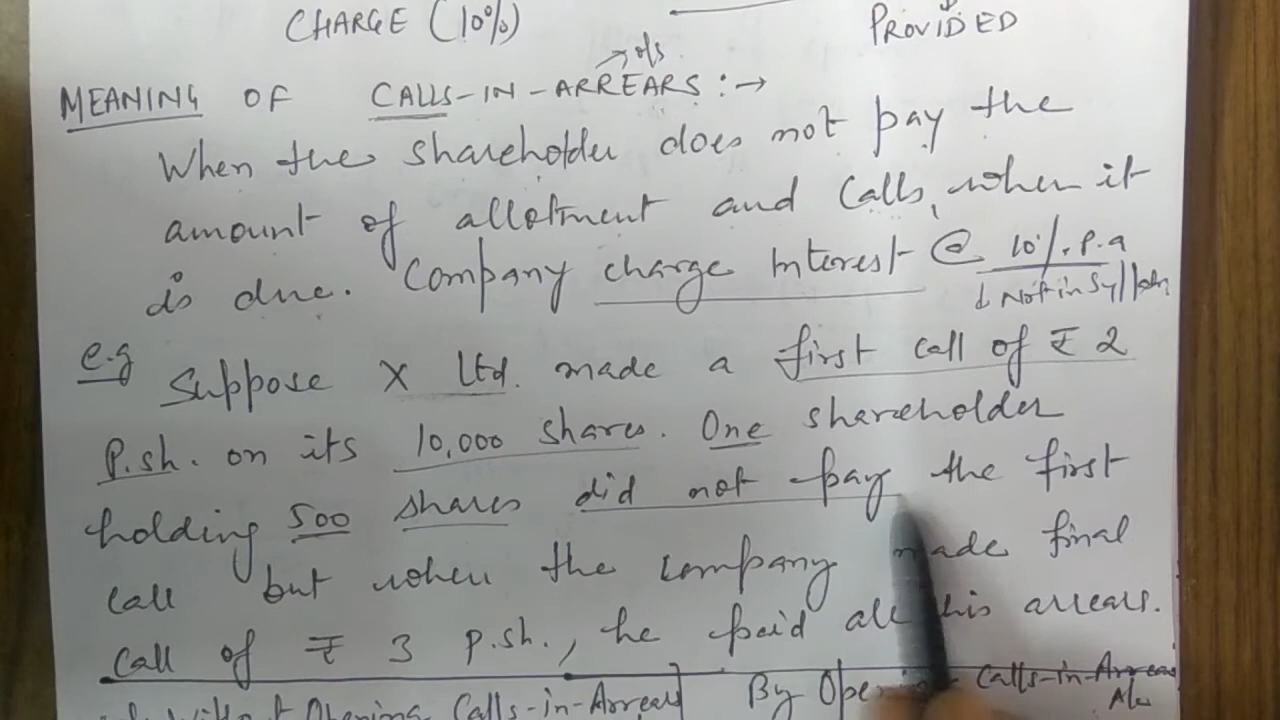 CHARGE (10%) PROVIDED
MEANING OF CALLS-IN-ARREARS :→ o/s
When the shareholder does not pay the
amount of allotment and calls, when it
is due. Company charge Interest @ 10%. P.a
↓ Not in Syllabus
e.g Suppose X Ltd. made a first call of ₹ 2
P.sh. on its 10,000 shares. One shareholder
holding 500 shares did not pay the first
call but when the company made final
call of ₹ 3 p.sh., he paid all his arrears.
Without Opening Calls-in-Arrears] By Calls-in-Arrears